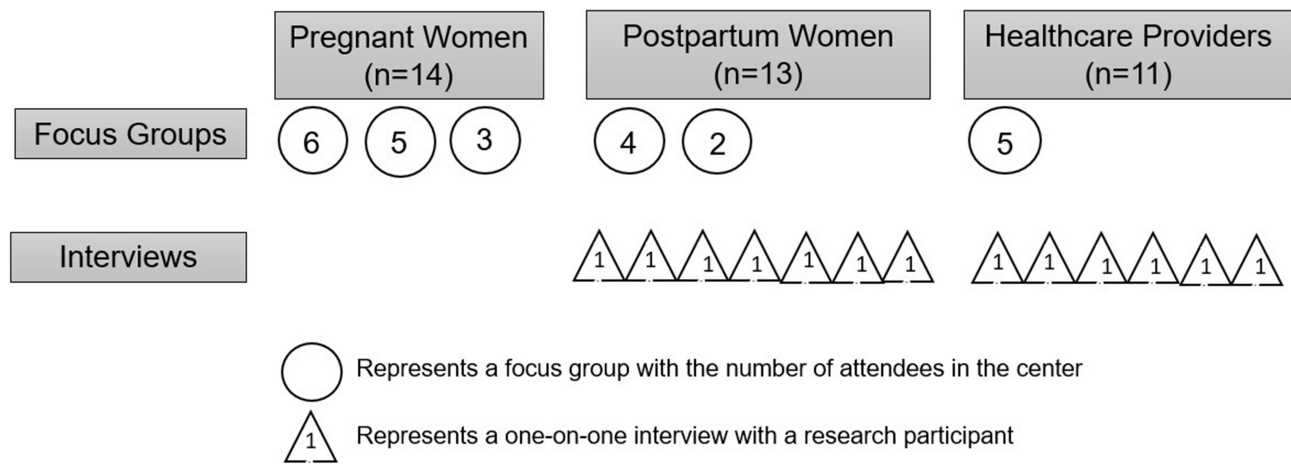 Pregnant Women
(n=14)
Postpartum Women
(n=13)
Healthcare Providers
(n=11)
Focus Groups
6 5 3 4 2 5
Interviews
1 1 1 1 1 1 1 1 1 1 1 1 1
Represents a focus group with the number of attendees in the center
1 Represents a one-on-one interview with a research participant